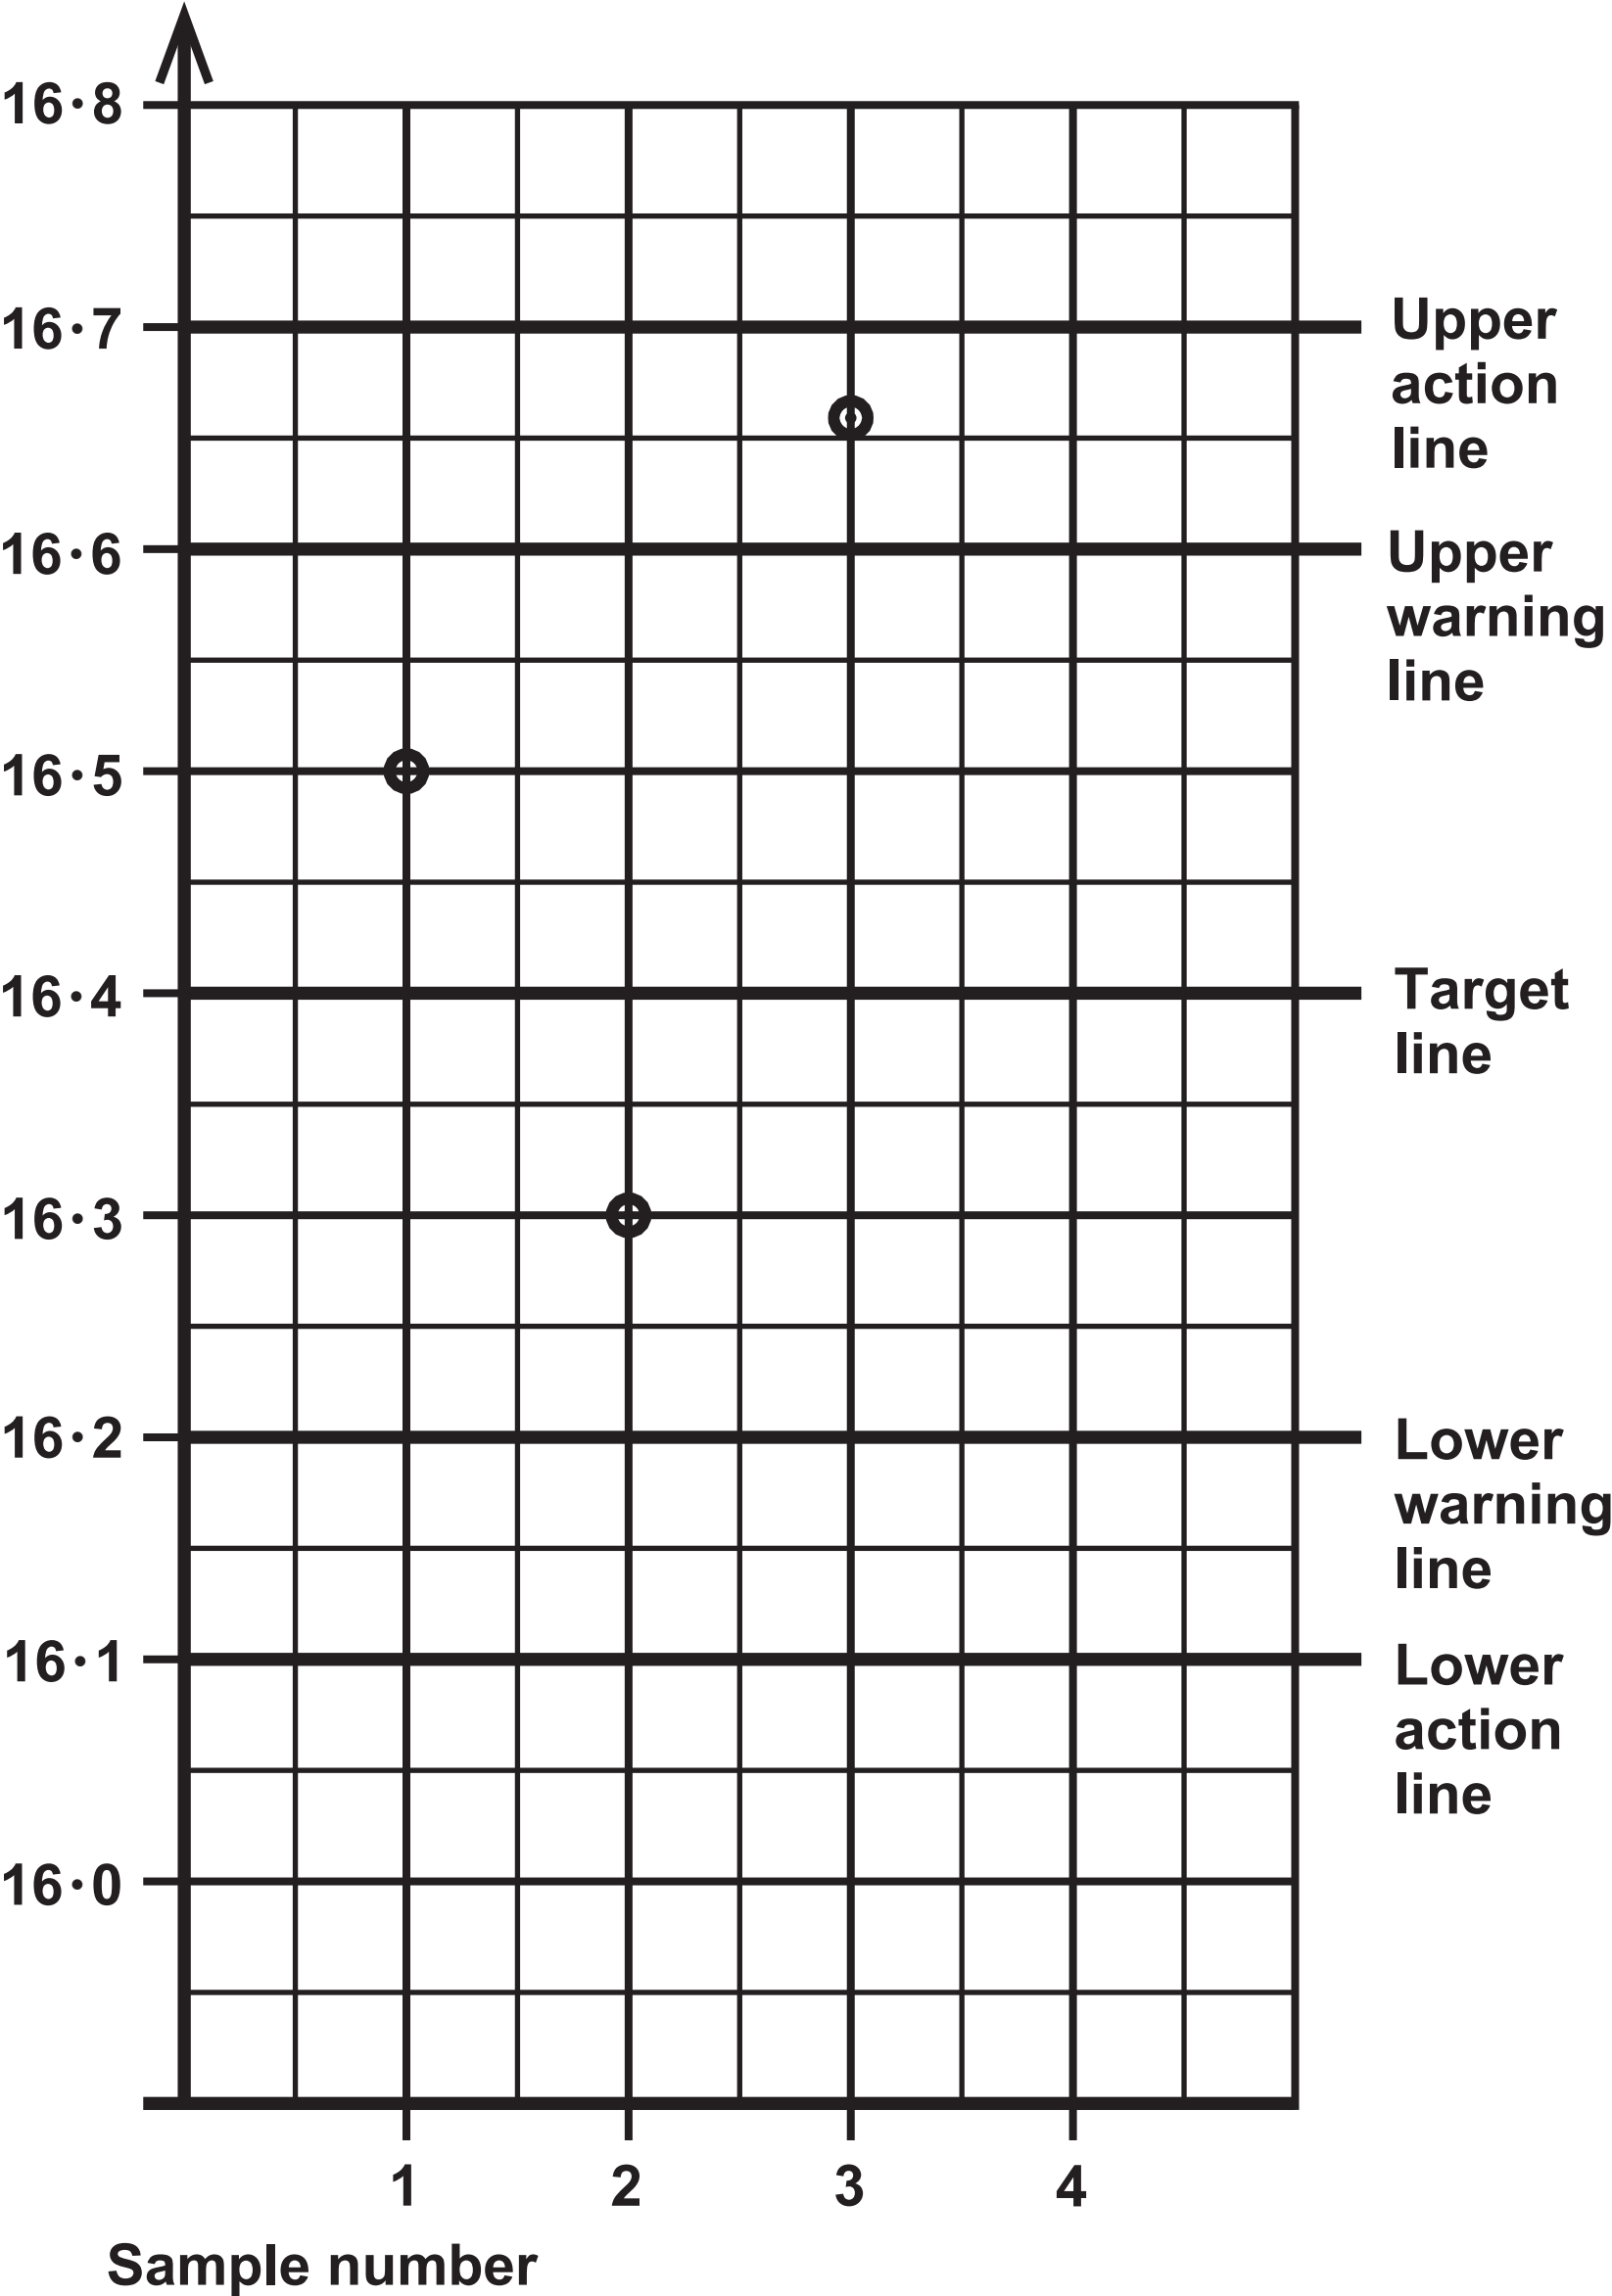 16·8
16·7
Upper
action
line
16·6
Upper
warning
line
16·5
16·4
Target
line
16·3
16·2
Lower
warning
line
16·1
Lower
action
line
16·0
1 2 3 4
Sample number